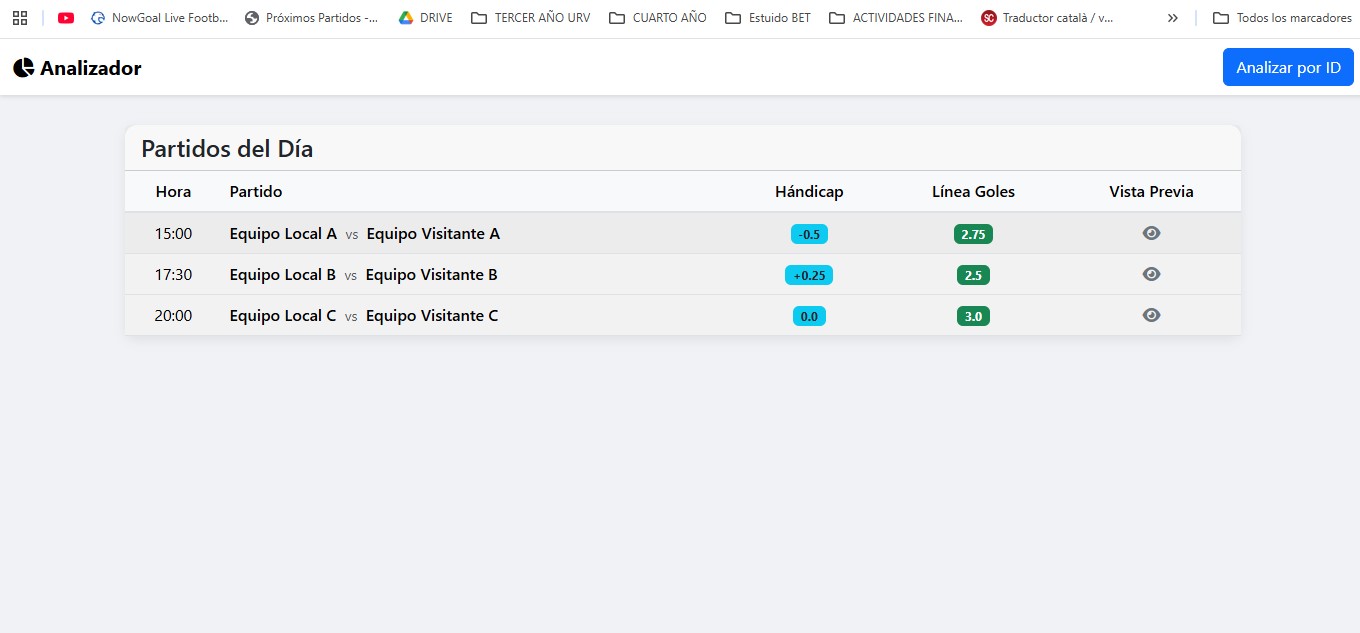 NowGoal Live Footb... Próximos Partidos -... DRIVE TERCER AÑO URV CUARTO AÑO Estuido BET ACTIVIDADES FINA... SC Traductor català / v... » Todos los marcadores
Analizador Analizar por ID
Partidos del Día
Hora Partido Hándicap Línea Goles Vista Previa
15:00 Equipo Local A vs Equipo Visitante A -0.5 2.75
17:30 Equipo Local B vs Equipo Visitante B +0.25 2.5
20:00 Equipo Local C vs Equipo Visitante C 0.0 3.0